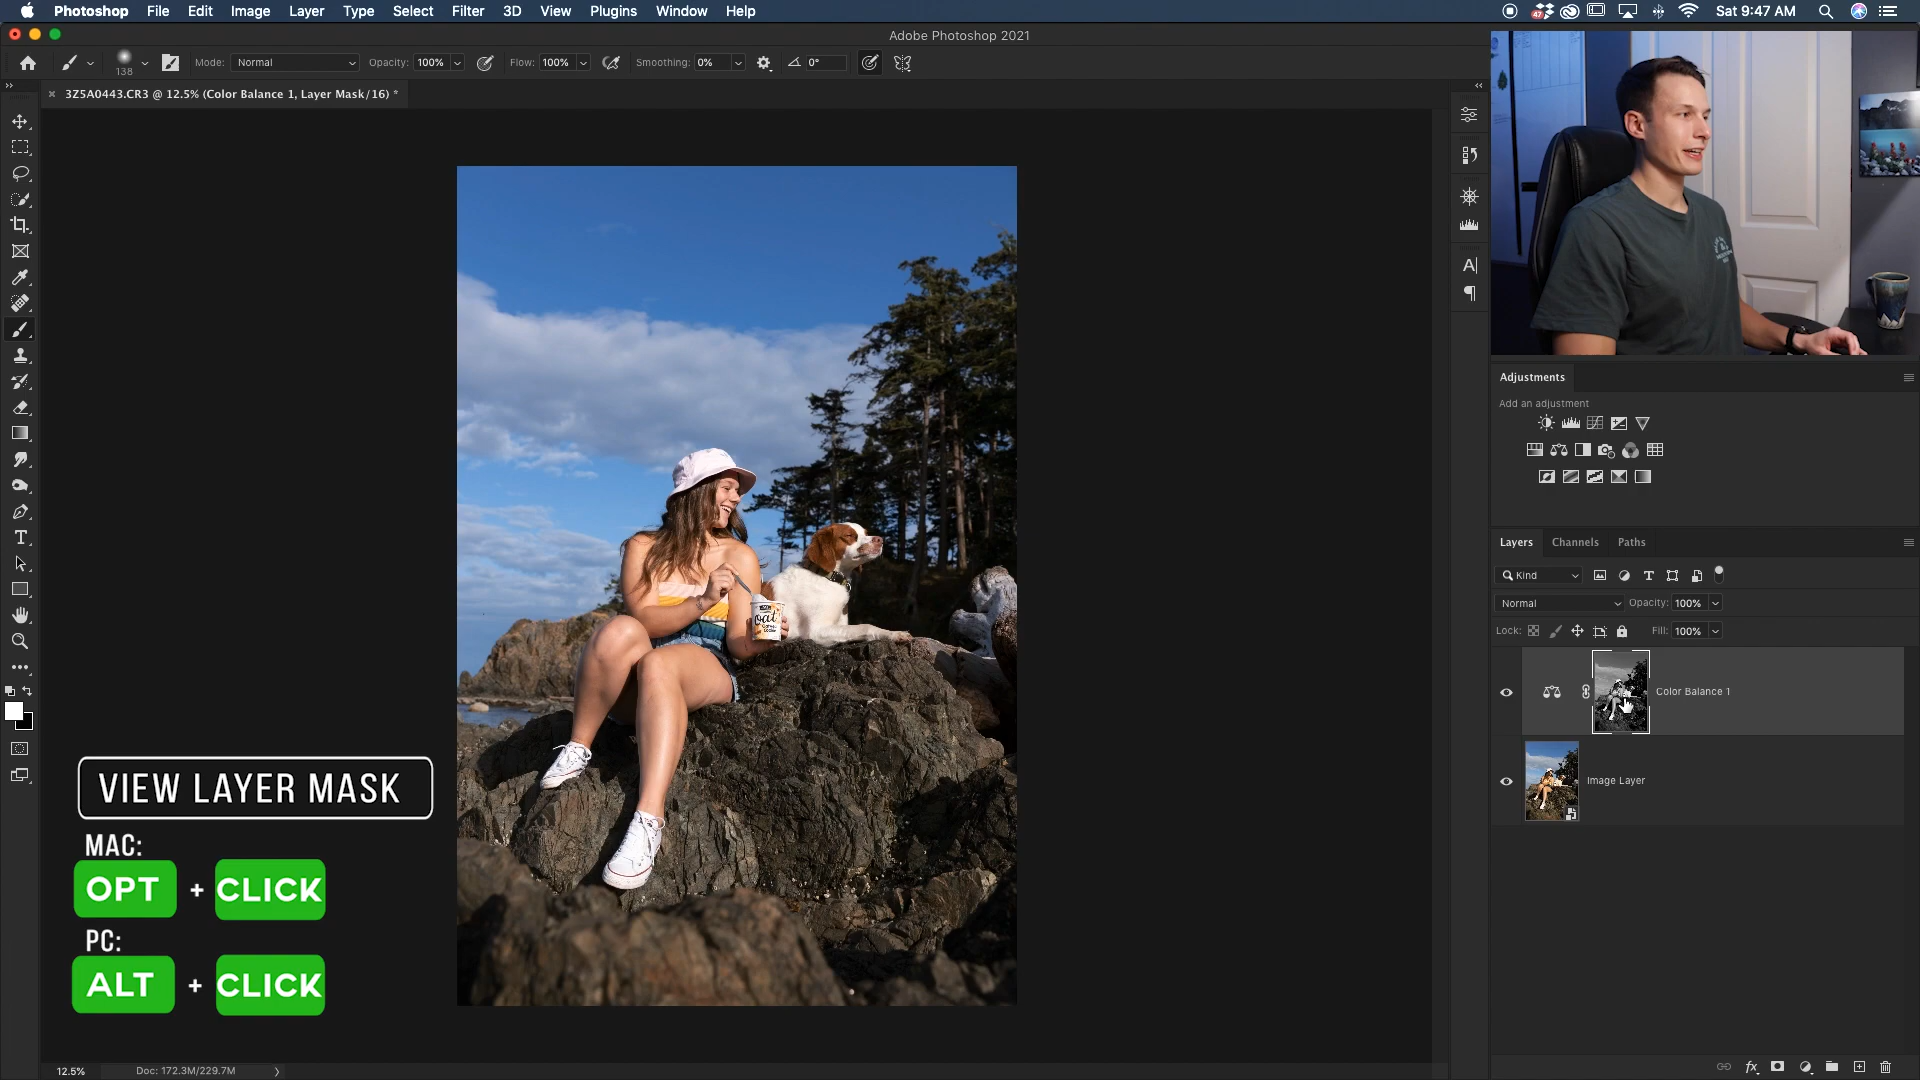 Photoshop File Edit Image Layer Type Select Filter 3D View Plugins Window Help
47 Sat 9:47 AM
Adobe Photoshop 2021
138 Mode: Normal Opacity: 100% Flow: 100% Smoothing: 0% 0°
3Z5A0443.CR3 @ 12.5% (Color Balance 1, Layer Mask/16) *
Adjustments
Add an adjustment
Layers Channels Paths
Kind
Normal Opacity: 100%
Lock: Fill: 100%
Color Balance 1
Image Layer
oat
VIEW LAYER MASK
MAC:
OPT + CLICK
PC:
ALT + CLICK
12.5% Doc: 172.3M/229.7M